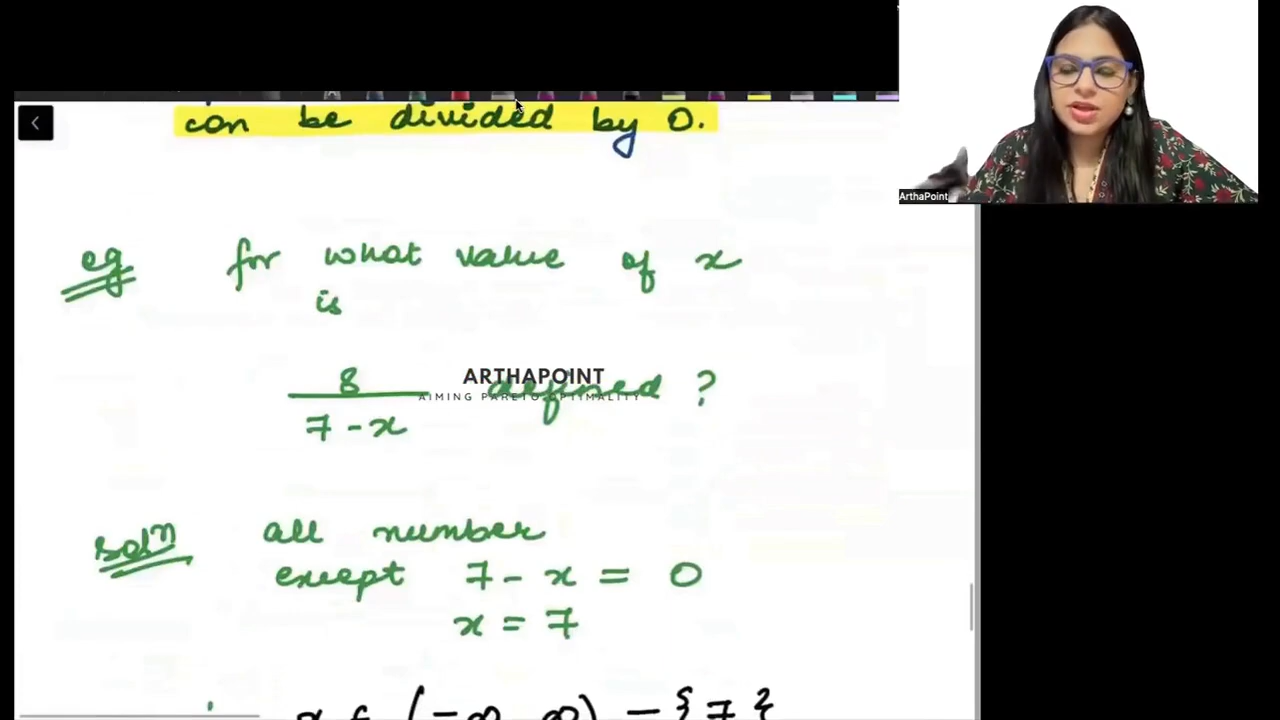 can be divided by 0.
ArthaPoint
eg for what value of x
is
8
7 - x
defined ?
ARTHAPOINT
AIMING PARETO OPTIMALITY
Solⁿ all number
except 7 - x = 0
x = 7
x ∈ (-∞, ∞) - {7}